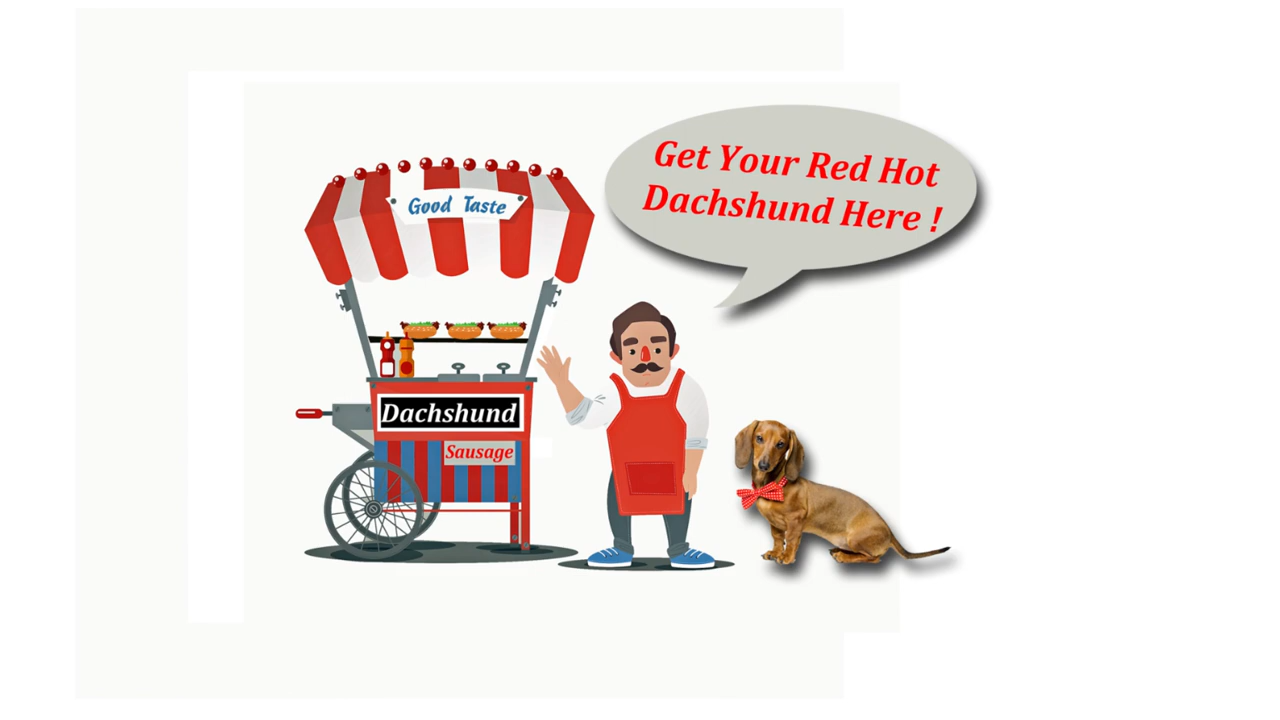 Get Your Red Hot
Dachshund Here !
Good Taste
Dachshund
Sausage